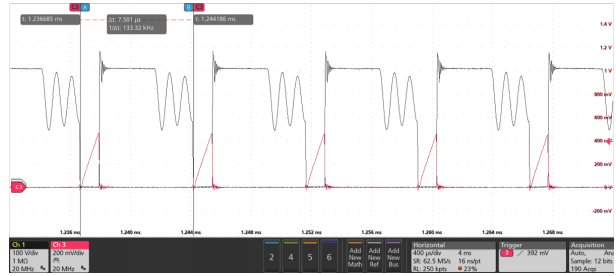 C3 A
B C3
t: 1.236685 ms
Δt: 7.501 µs
1/Δt: 133.32 kHz
t: 1.244186 ms
1.4 V
1.2 V
1 V
800 mV
600 mV
400 mV
200 mV
0 V
-200 mV
C3
1.236 ms
1.240 ms
1.244 ms
1.248 ms
1.252 ms
1.256 ms
1.260 ms
1.264 ms
1.268 ms
Ch 1
100 V/div
1 MΩ
20 MHz
Ch 3
200 mV/div
20 MHz
2
4
5
6
Add
New
Math
Add
New
Ref
Add
New
Bus
Horizontal
400 µs/div
4 ms
SR: 62.5 MS/s
16 ns/pt
RL: 250 kpts
23%
Trigger
3
392 mV
Acquisition
Auto,
Sample: 12 bits
190 Acqs